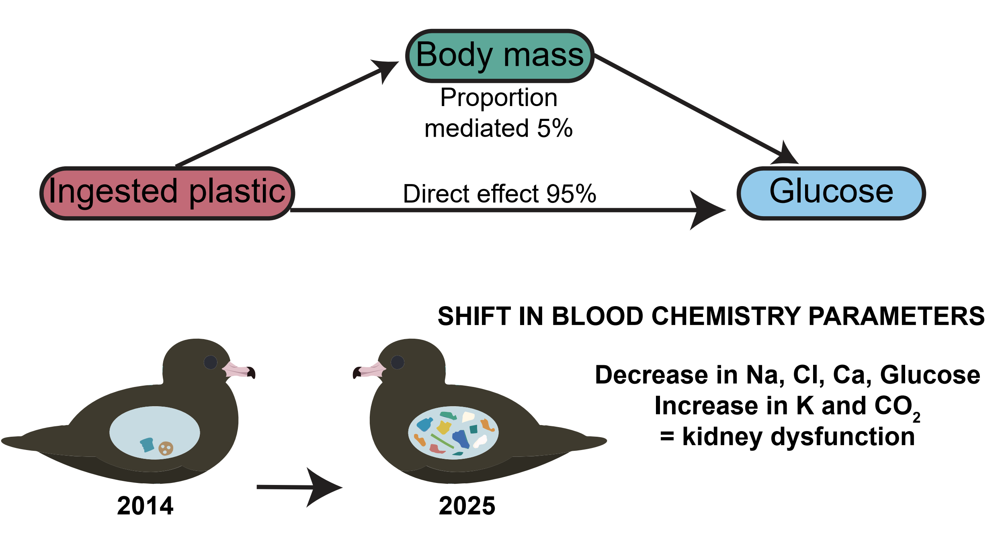 Body mass
Proportion
mediated 5%
Ingested plastic
Direct effect 95%
Glucose
SHIFT IN BLOOD CHEMISTRY PARAMETERS
Decrease in Na, Cl, Ca, Glucose
Increase in K and CO₂
= kidney dysfunction
2014
2025